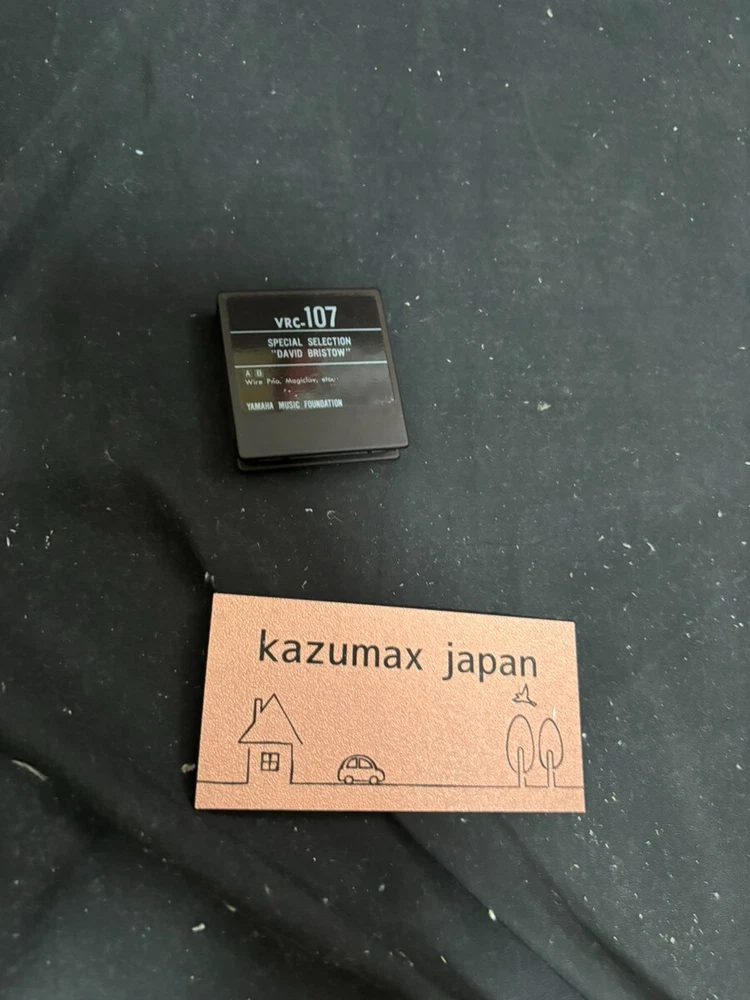 VRC-107
SPECIAL SELECTION
"DAVID BRISTOW"
A B
Wire Pno, Magiclav, etc.
YAMAHA MUSIC FOUNDATION
kazumax japan